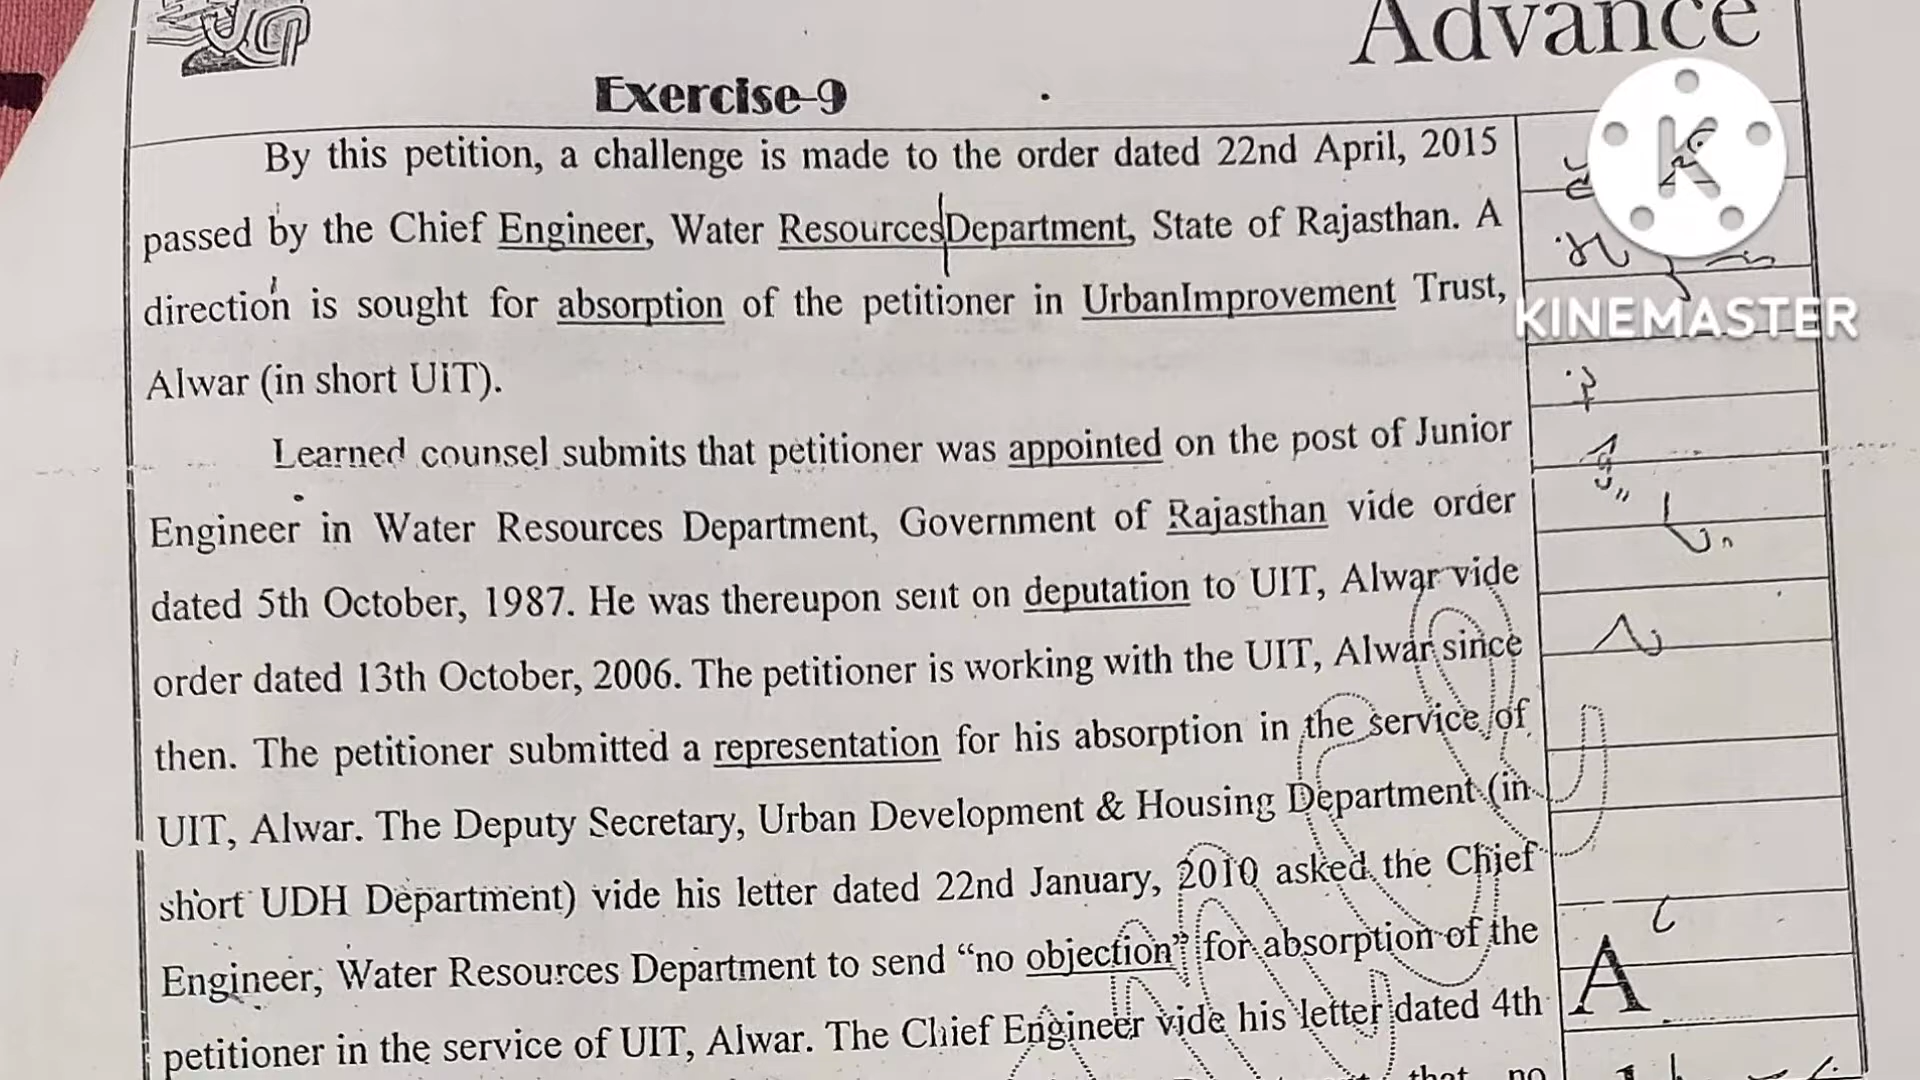 Advance
Exercise-9
By this petition, a challenge is made to the order dated 22nd April, 2015
passed by the Chief Engineer, Water Resources Department, State of Rajasthan. A
direction is sought for absorption of the petitioner in UrbanImprovement Trust,
Alwar (in short UIT).
Learned counsel submits that petitioner was appointed on the post of Junior
Engineer in Water Resources Department, Government of Rajasthan vide order
dated 5th October, 1987. He was thereupon sent on deputation to UIT, Alwar vide
order dated 13th October, 2006. The petitioner is working with the UIT, Alwar since
then. The petitioner submitted a representation for his absorption in the service of
UIT, Alwar. The Deputy Secretary, Urban Development & Housing Department (in
short UDH Department) vide his letter dated 22nd January, 2010 asked the Chief
Engineer, Water Resources Department to send “no objection” for absorption of the
petitioner in the service of UIT, Alwar. The Chief Engineer vide his letter dated 4th
that no
K
KINEMASTER
A